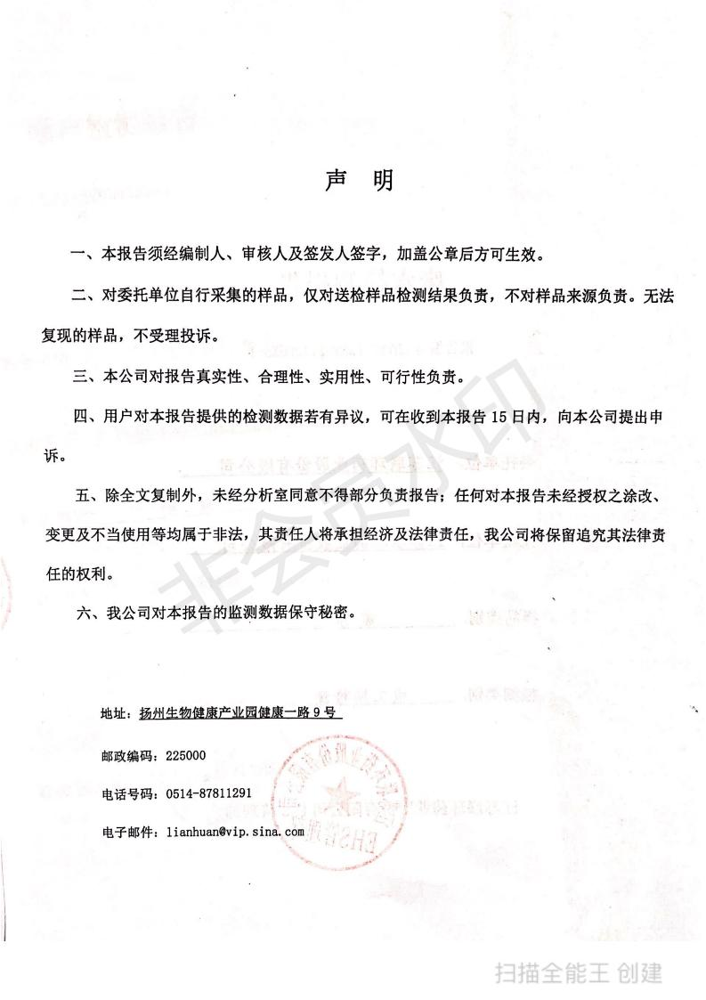 声 明
一、本报告须经编制人、审核人及签发人签字，加盖公章后方可生效。
二、对委托单位自行采集的样品，仅对送检样品检测结果负责，不对样品来源负责。无法
复现的样品，不受理投诉。
三、本公司对报告真实性、合理性、实用性、可行性负责。
四、用户对本报告提供的检测数据若有异议，可在收到本报告 15 日内，向本公司提出申
诉。
五、除全文复制外，未经分析室同意不得部分负责报告；任何对本报告未经授权之涂改、
变更及不当使用等均属于非法，其责任人将承担经济及法律责任，我公司将保留追究其法律责
任的权利。
六、我公司对本报告的监测数据保守秘密。
非会员水印
地址：扬州生物健康产业园健康一路 9 号
邮政编码：225000
电话号码：0514-87811291
电子邮件：lianhuan@vip.sina.com
扫描全能王 创建